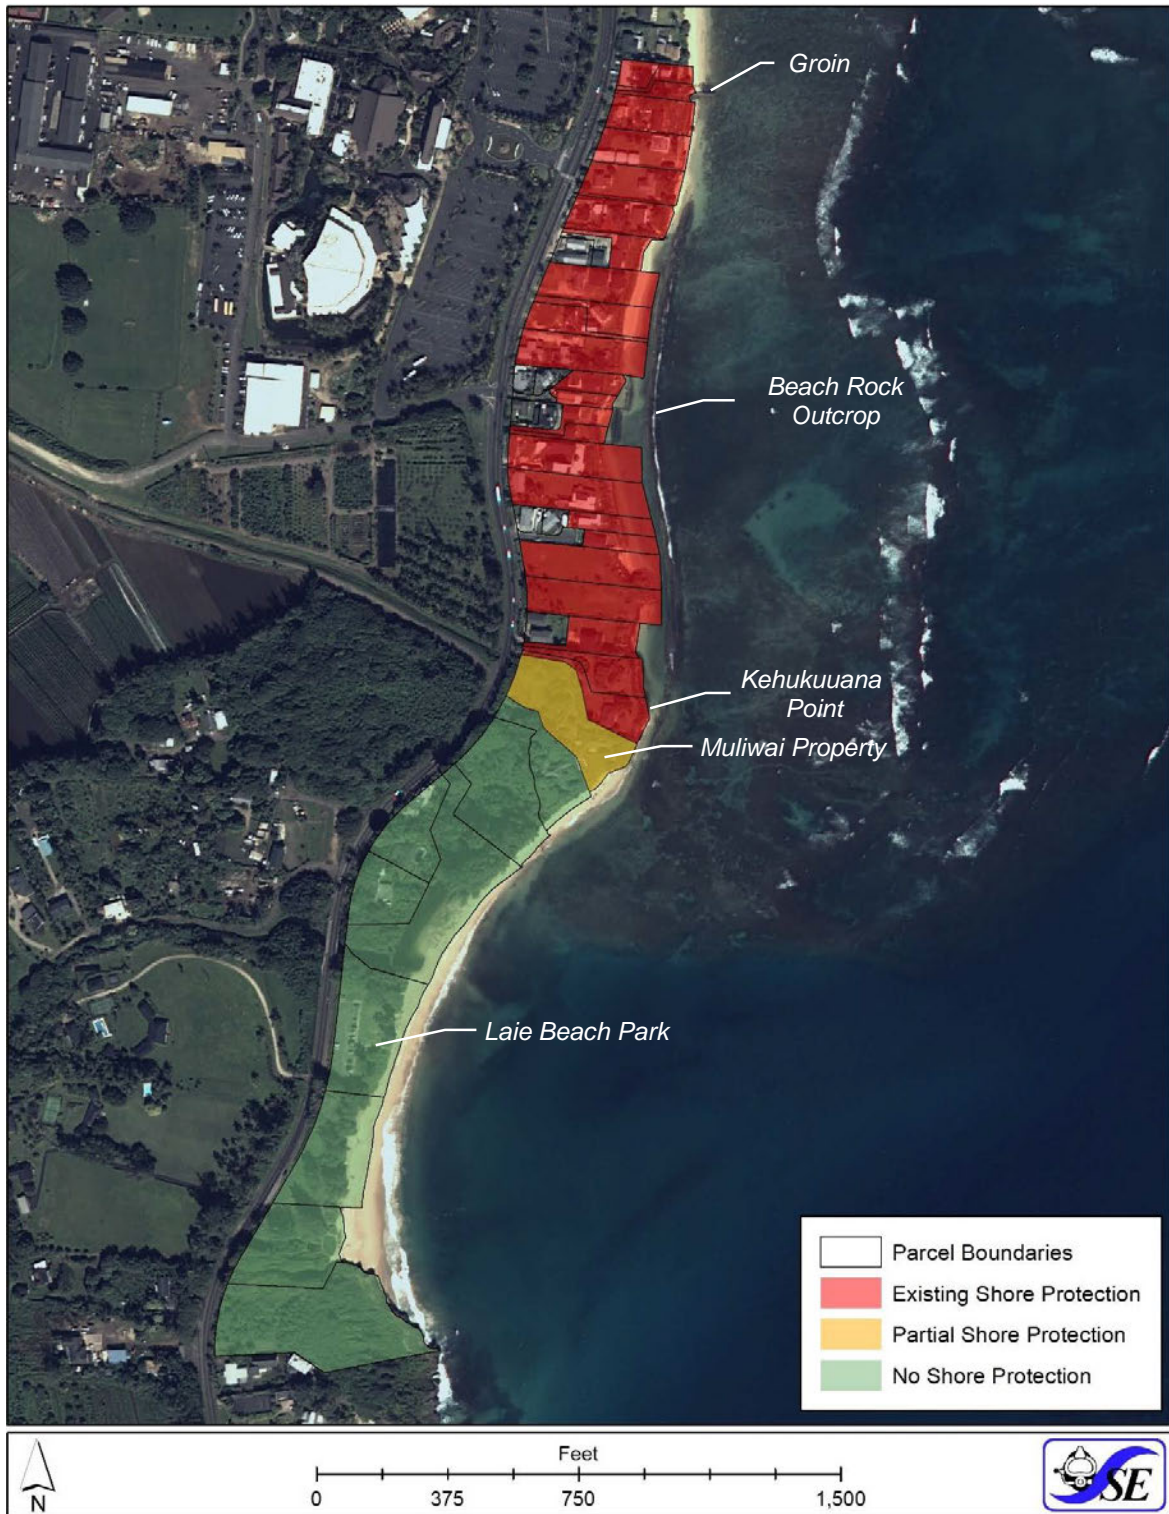 Groin
Beach Rock
Outcrop
Kehukuuana
Point
Muliwai Property
Laie Beach Park
Parcel Boundaries
Existing Shore Protection
Partial Shore Protection
No Shore Protection
N
Feet
0 375 750 1,500
SE